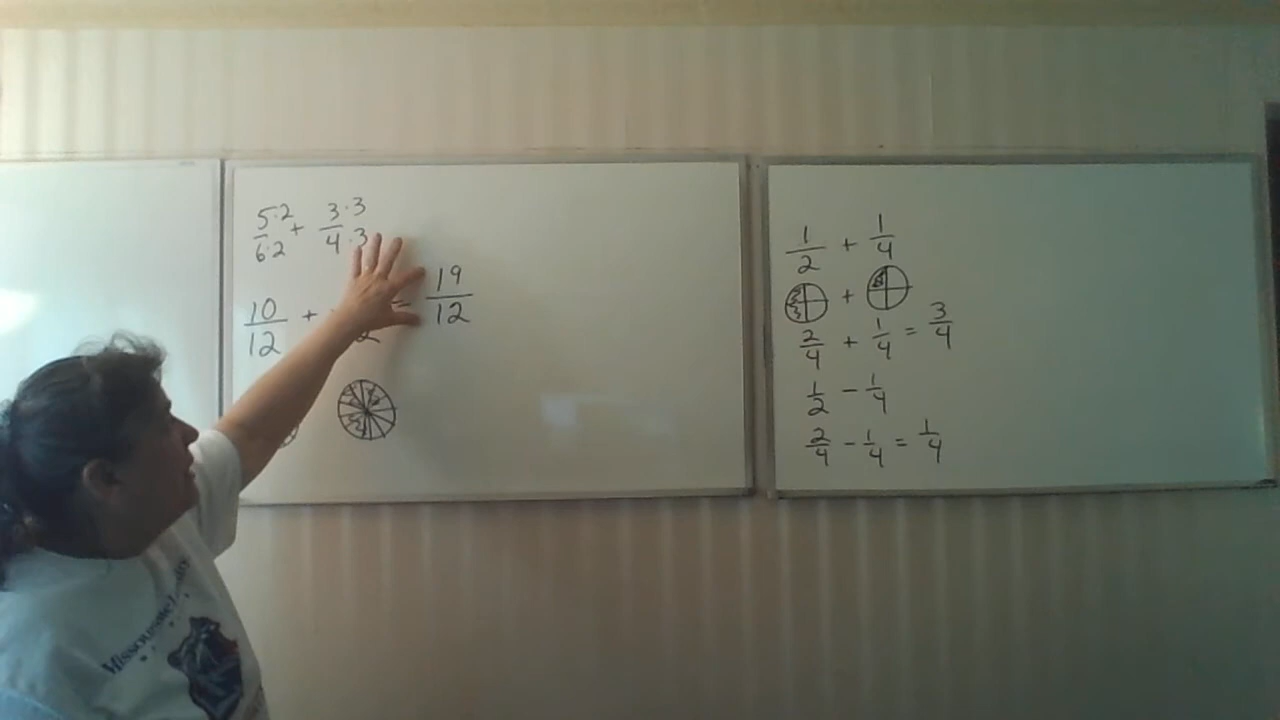 5·2/6·2 + 3·3/4·3
10/12 + = 19/12
1/2 + 1/4
+
2/4 + 1/4 = 3/4
1/2 - 1/4
2/4 - 1/4 = 1/4